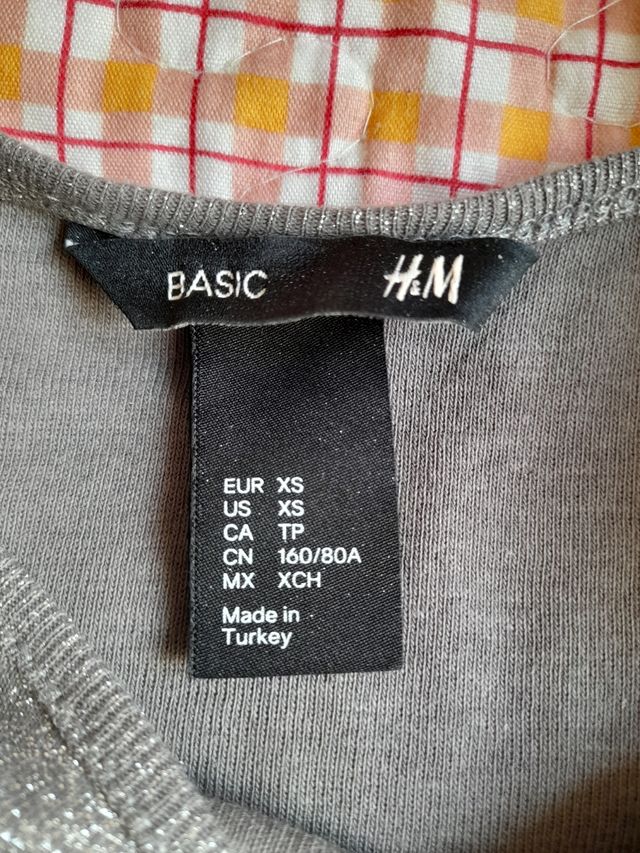 BASIC H&M
EUR XS
US XS
CA TP
CN 160/80A
MX XCH
Made in
Turkey